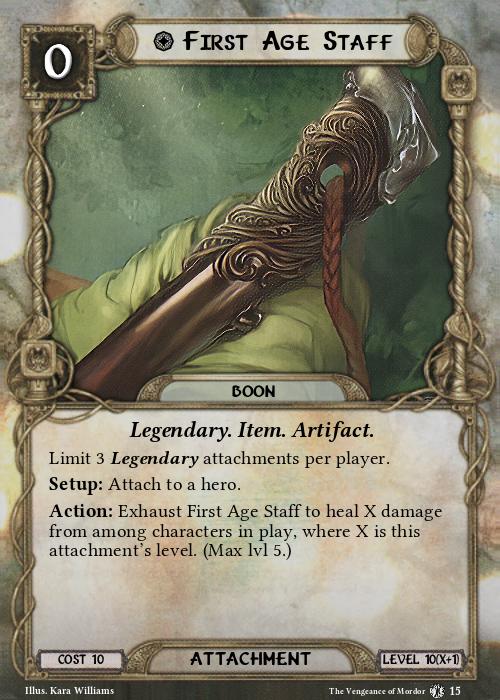 0
First Age Staff
BOON
Legendary. Item. Artifact.
Limit 3 Legendary attachments per player.
Setup: Attach to a hero.
Action: Exhaust First Age Staff to heal X damage
from among characters in play, where X is this
attachment's level. (Max lvl 5.)
COST 10
ATTACHMENT
LEVEL 10(X+1)
Illus. Kara Williams
The Vengeance of Mordor
15